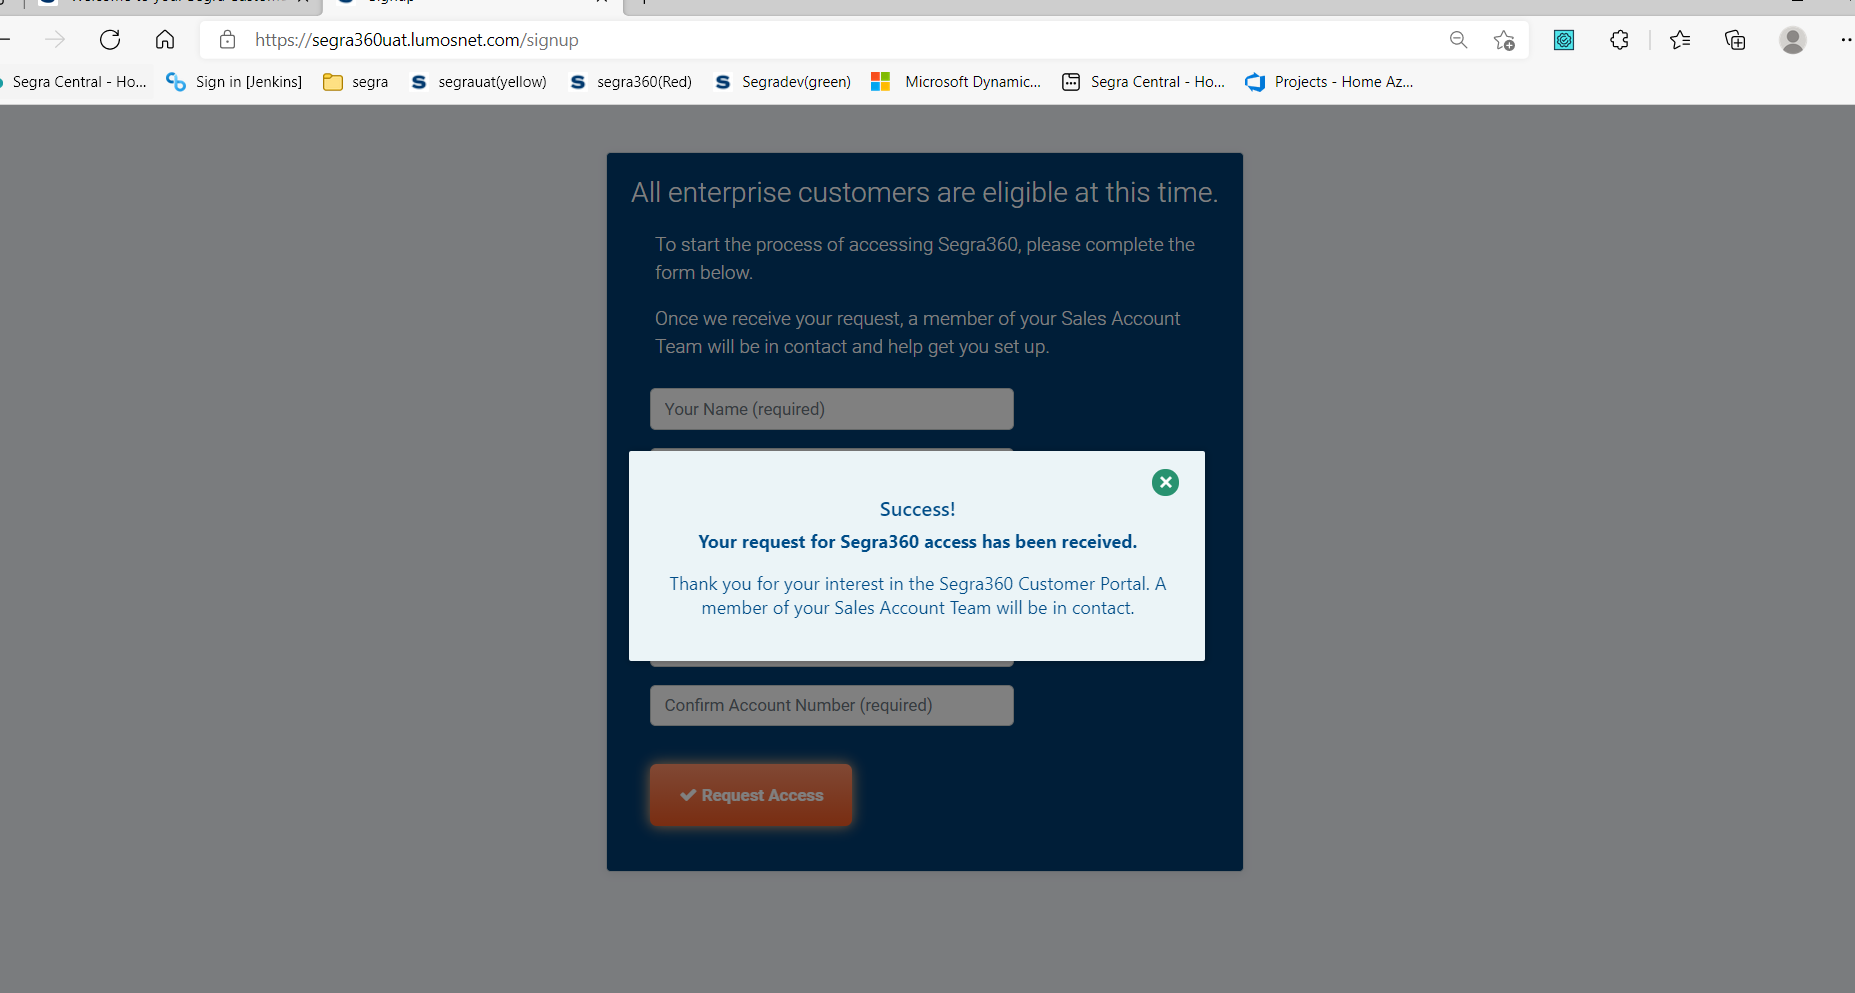 https://segra360uat.lumosnet.com/signup
Segra Central - Ho...
Sign in [Jenkins]
segra
segrauat(yellow)
segra360(Red)
Segradev(green)
Microsoft Dynamic...
Segra Central - Ho...
Projects - Home Az...
All enterprise customers are eligible at this time.
To start the process of accessing Segra360, please complete the
form below.
Once we receive your request, a member of your Sales Account
Team will be in contact and help get you set up.
Your Name (required)
Success!
Your request for Segra360 access has been received.
Thank you for your interest in the Segra360 Customer Portal. A
member of your Sales Account Team will be in contact.
Confirm Account Number (required)
Request Access